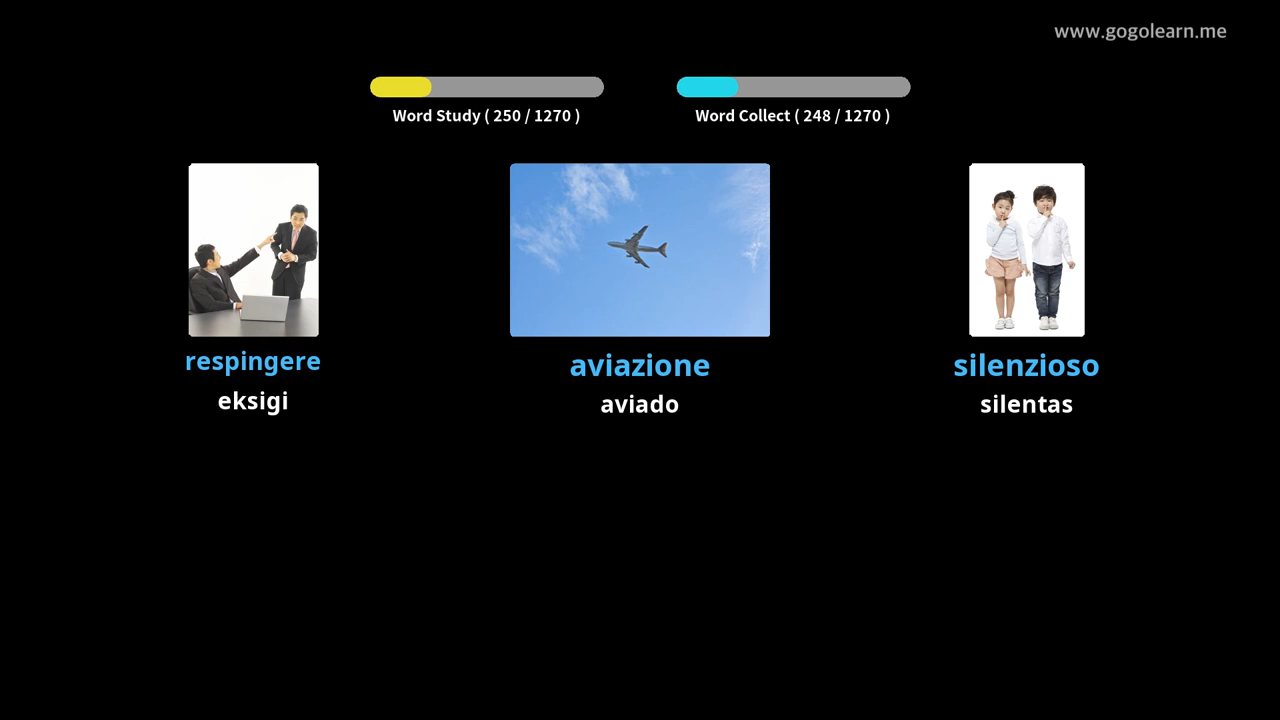 www.gogolearn.me
Word Study ( 250 / 1270 )
Word Collect ( 248 / 1270 )
respingere
eksigi
aviazione
aviado
silenzioso
silentas